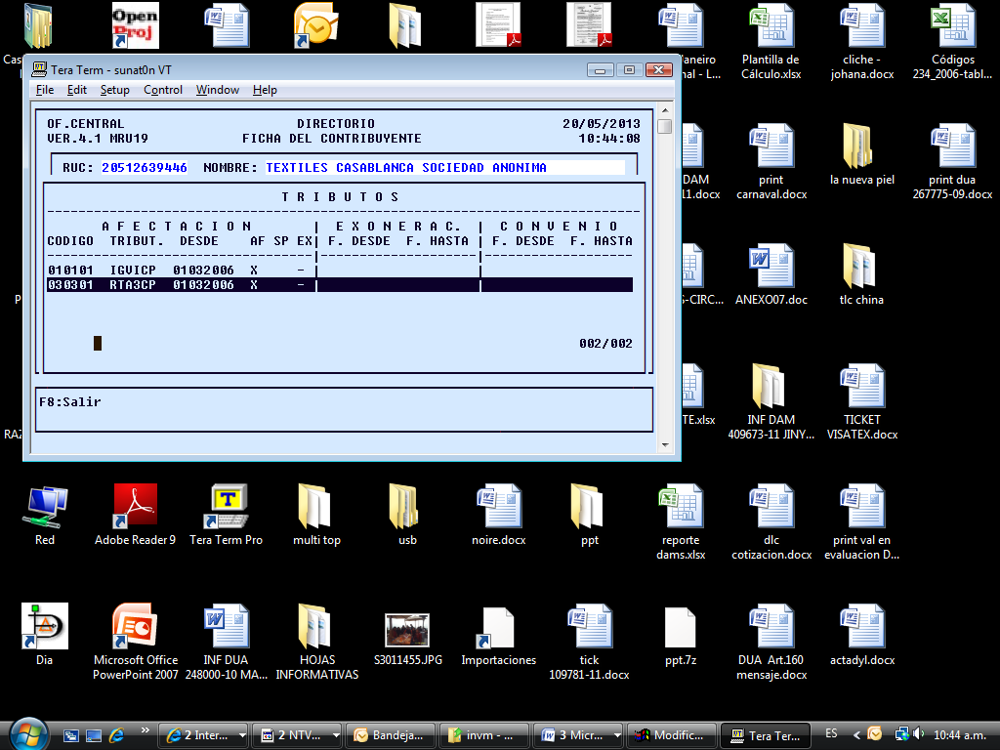 Open
Proj
Tera Term - sunat0n VT
File Edit Setup Control Window Help
OF.CENTRAL DIRECTORIO 20/05/2013
VER.4.1 MRU19 FICHA DEL CONTRIBUYENTE 10:44:08
RUC: 20512639446 NOMBRE: TEXTILES CASABLANCA SOCIEDAD ANONIMA
T R I B U T O S
A F E C T A C I O N | E X O N E R A C. | C O N V E N I O
CODIGO TRIBUT. DESDE AF SP EX| F. DESDE F. HASTA | F. DESDE F. HASTA
010101 IGVICP 01032006 X -
030301 RTA3CP 01032006 X -
002/002
F8:Salir
Plantilla de
Cálculo.xlsx
cliche -
johana.docx
Códigos
234_2006-tabl...
DAM
11.docx
print
carnaval.docx
la nueva piel
print dua
267775-09.docx
S-CIRC...
ANEXO07.doc
tlc china
TE.xlsx
INF DAM
409673-11 JINY...
TICKET
VISATEX.docx
Red
Adobe Reader 9
Tera Term Pro
multi top
usb
noire.docx
ppt
reporte
dams.xlsx
dlc
cotizacion.docx
print val en
evaluacion D...
Dia
Microsoft Office
PowerPoint 2007
INF DUA
248000-10 MA...
HOJAS
INFORMATIVAS
S3011455.JPG
Importaciones
tick
109781-11.docx
ppt.7z
DUA Art.160
mensaje.docx
actadyl.docx
» 2 Inter... 2 NTV... Bandeja... invm - ... 3 Micr... Modific... Tera Ter... ES < 10:44 a.m.